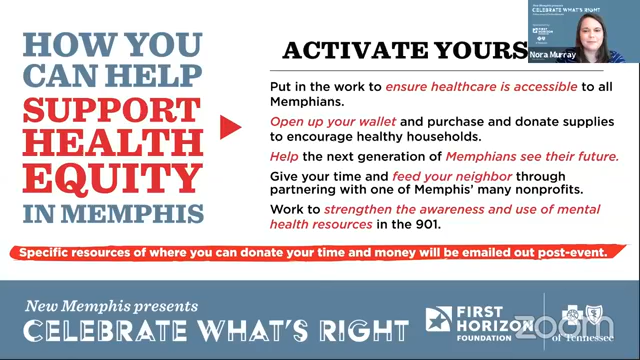 HOW YOU
CAN HELP
SUPPORT
HEALTH
EQUITY
IN MEMPHIS
ACTIVATE YOURS
Put in the work to ensure healthcare is accessible to all
Memphians.
Open up your wallet and purchase and donate supplies
to encourage healthy households.
Help the next generation of Memphians see their future.
Give your time and feed your neighbor through
partnering with one of Memphis' many nonprofits.
Work to strengthen the awareness and use of mental
health resources in the 901.
Specific resources of where you can donate your time and money will be emailed out post-event.
New Memphis presents
CELEBRATE WHAT'S RIGHT
FIRST
HORIZON
FOUNDATION
of Tennessee
zoom
CELEBRATE WHAT'S RIGHT
FIRST
HORIZON
Nora Murray